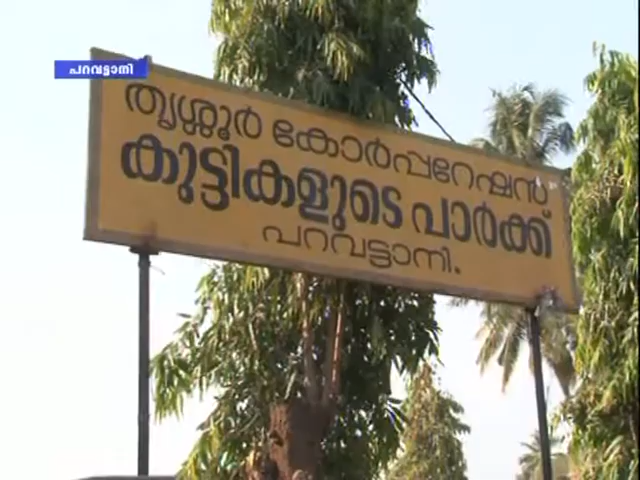 പറവട്ടാനി
തൃശ്ശൂർ കോർപ്പറേഷൻ
കുട്ടികളുടെ പാർക്ക്
പറവട്ടാനി.